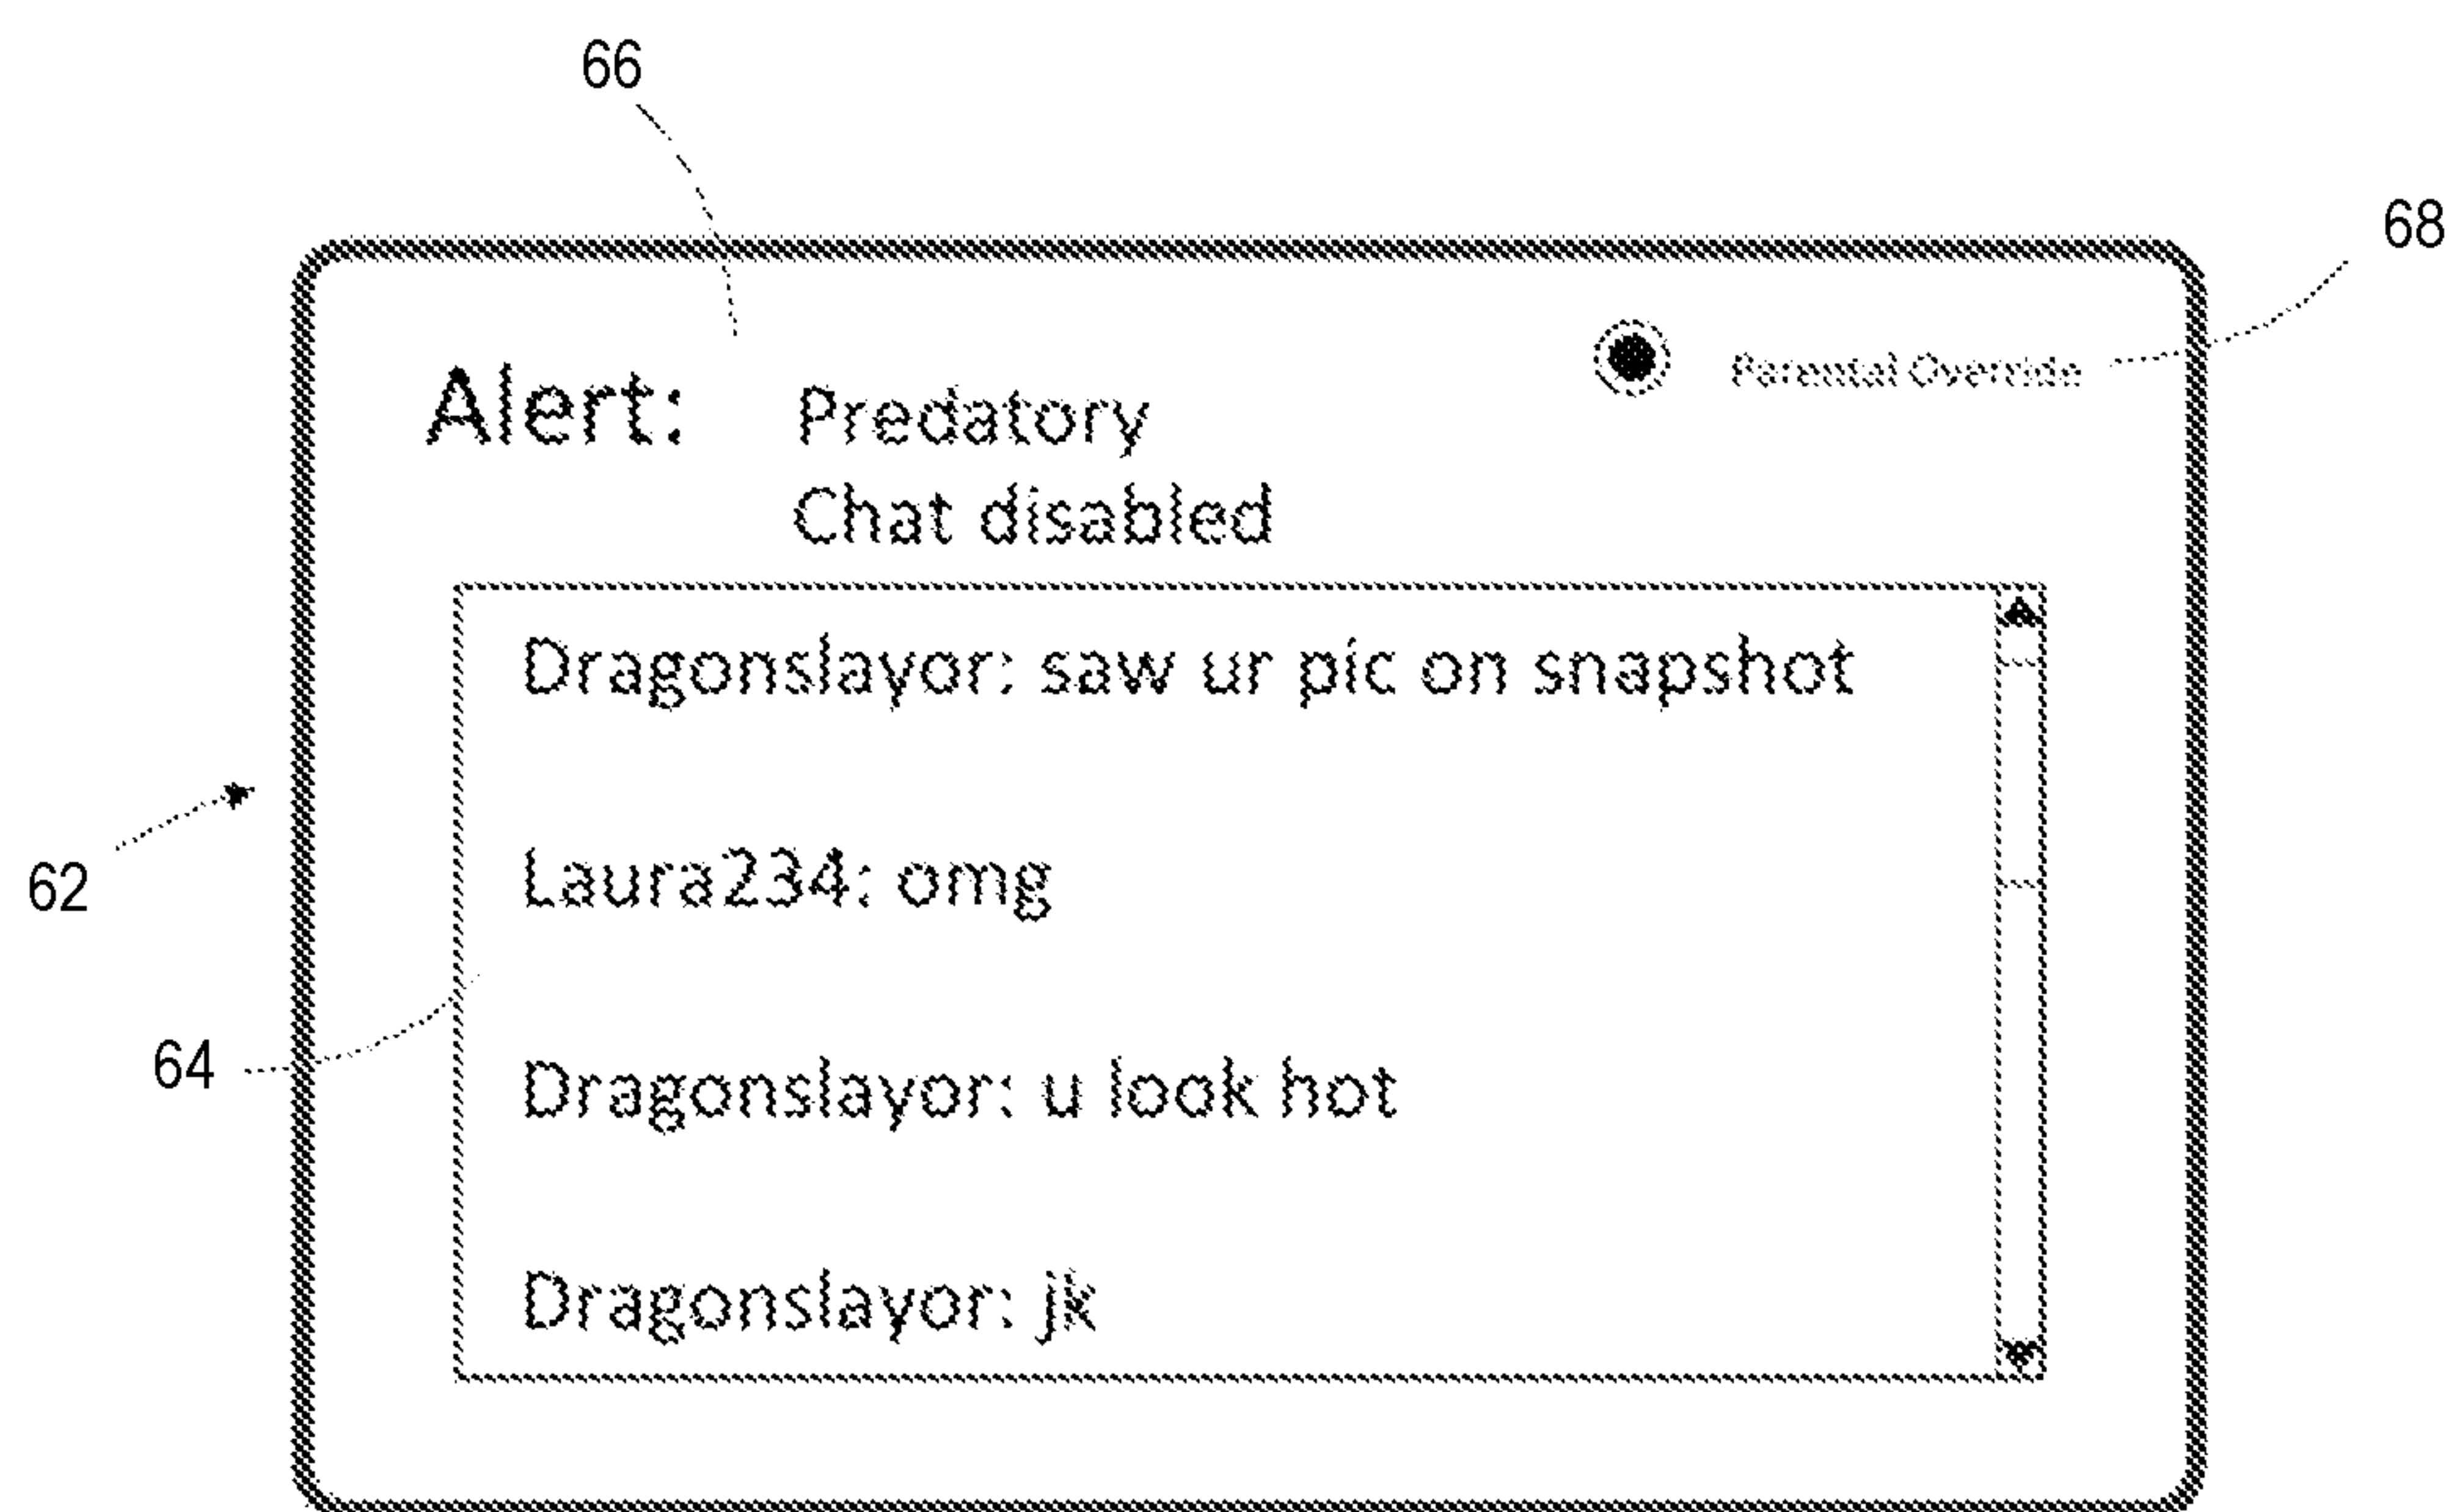 66
68
Parental Override
Alert: Predatory
Chat disabled
Dragonslayor: saw ur pic on snapshot
Laura234: omg
62
64
Dragonslayor: u look hot
Dragonslayor: jk